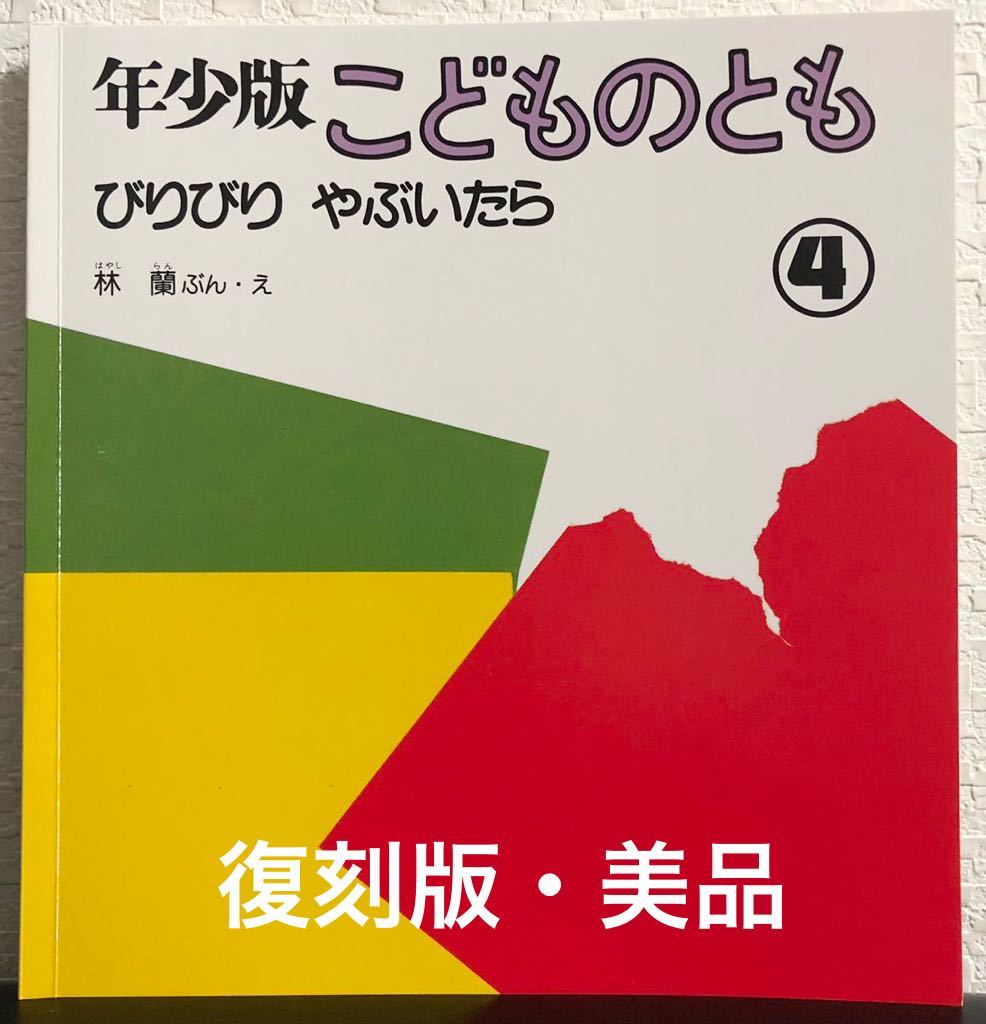 年少版 こどものとも
びりびり やぶいたら
はやし らん
林 蘭 ぶん・え
4
復刻版・美品